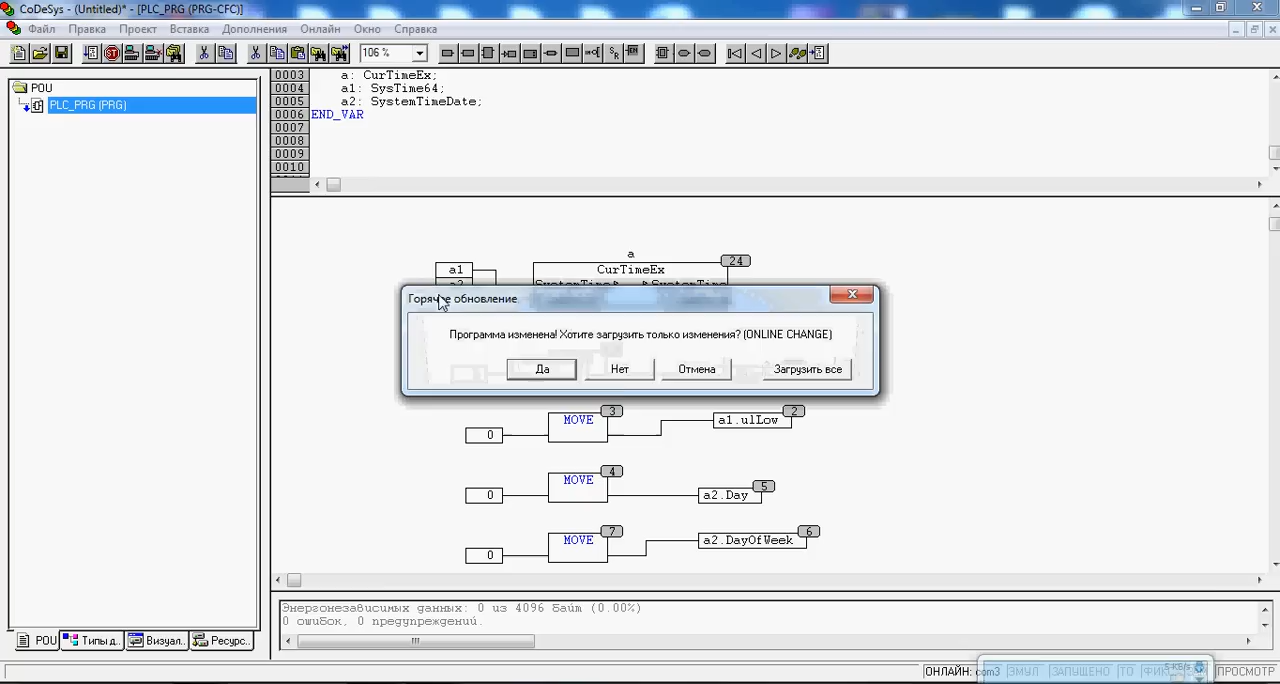 CoDeSys - (Untitled)* - [PLC_PRG (PRG-CFC)]
Файл Правка Проект Вставка Дополнения Онлайн Окно Справка
106 %
POU
PLC_PRG (PRG)
0003 a: CurTimeEx;
0004 a1: SysTime64;
0005 a2: SystemTimeDate;
0006 END_VAR
0007
0008
0009
0010
a
24
a1 CurTimeEx
Горячее обновление
Программа изменена! Хотите загрузить только изменения? (ONLINE CHANGE)
Да Нет Отмена Загрузить все
3 2
MOVE a1.ulLow
0
4
MOVE 5
0 a2.Day
7 6
MOVE a2.DayOfWeek
0
Энергонезависимых данных: 0 из 4096 байт (0.00%)
0 ошибок, 0 предупреждений.
POU Типы д.. Визуал.. Ресурс..
ОНЛАЙН: com3 ЭМУЛ ЗАПУЩЕНО ТО ПРОСМОТР
5 КБ/s